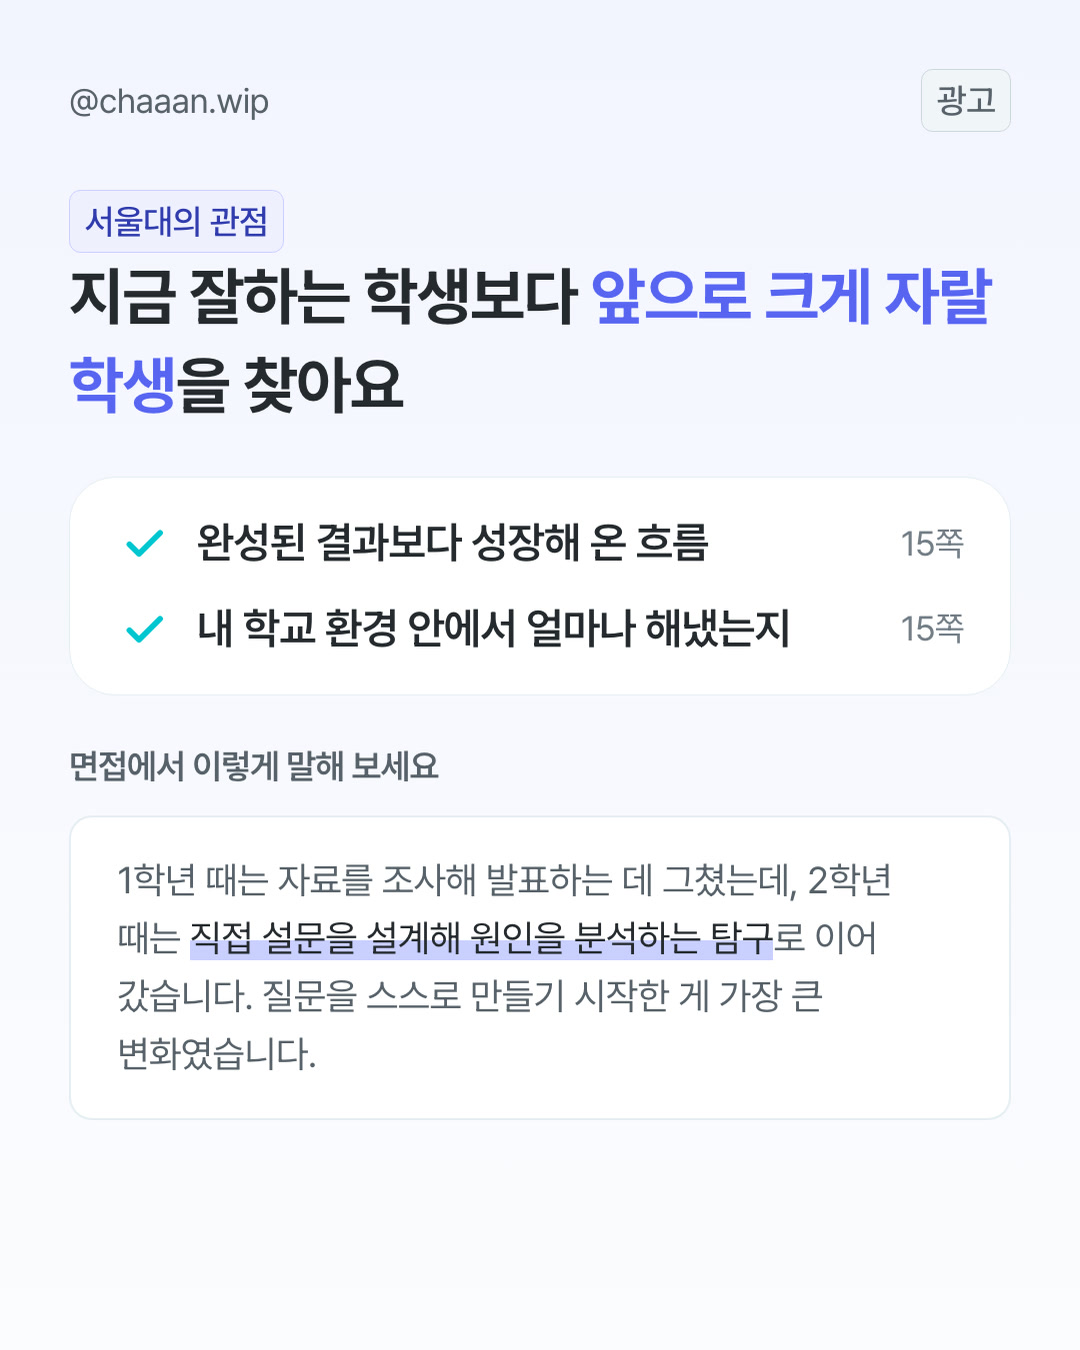 @chaaan.wip
광고
서울대의 관점
지금 잘하는 학생보다 앞으로 크게 자랄
학생을 찾아요
완성된 결과보다 성장해 온 흐름 15쪽
내 학교 환경 안에서 얼마나 해냈는지 15쪽
면접에서 이렇게 말해 보세요
1학년 때는 자료를 조사해 발표하는 데 그쳤는데, 2학년
때는 직접 설문을 설계해 원인을 분석하는 탐구로 이어
갔습니다. 질문을 스스로 만들기 시작한 게 가장 큰
변화였습니다.